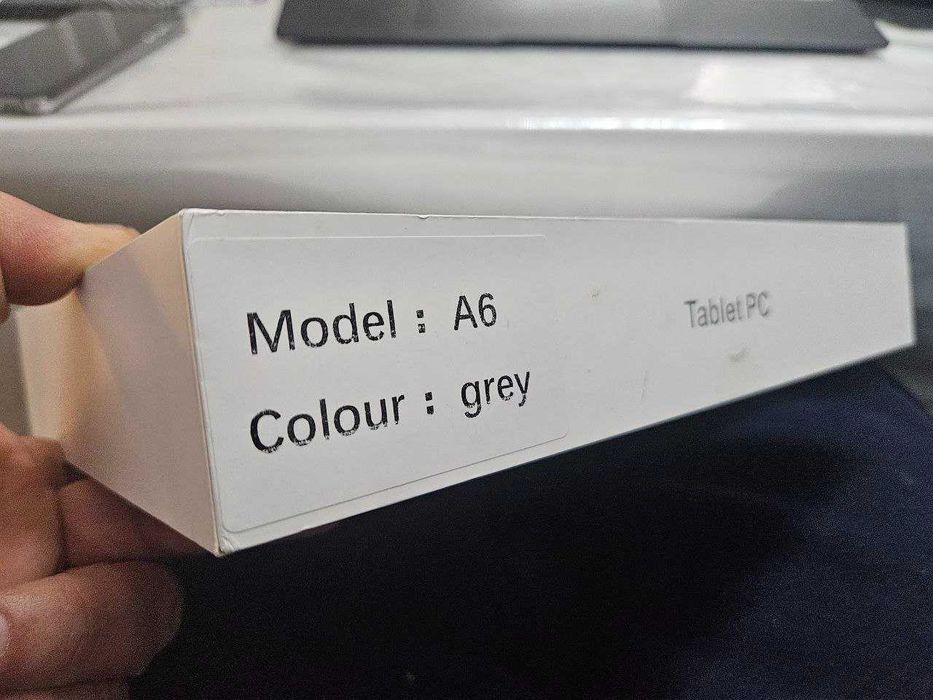 Model : A6
Colour : grey
Tablet PC